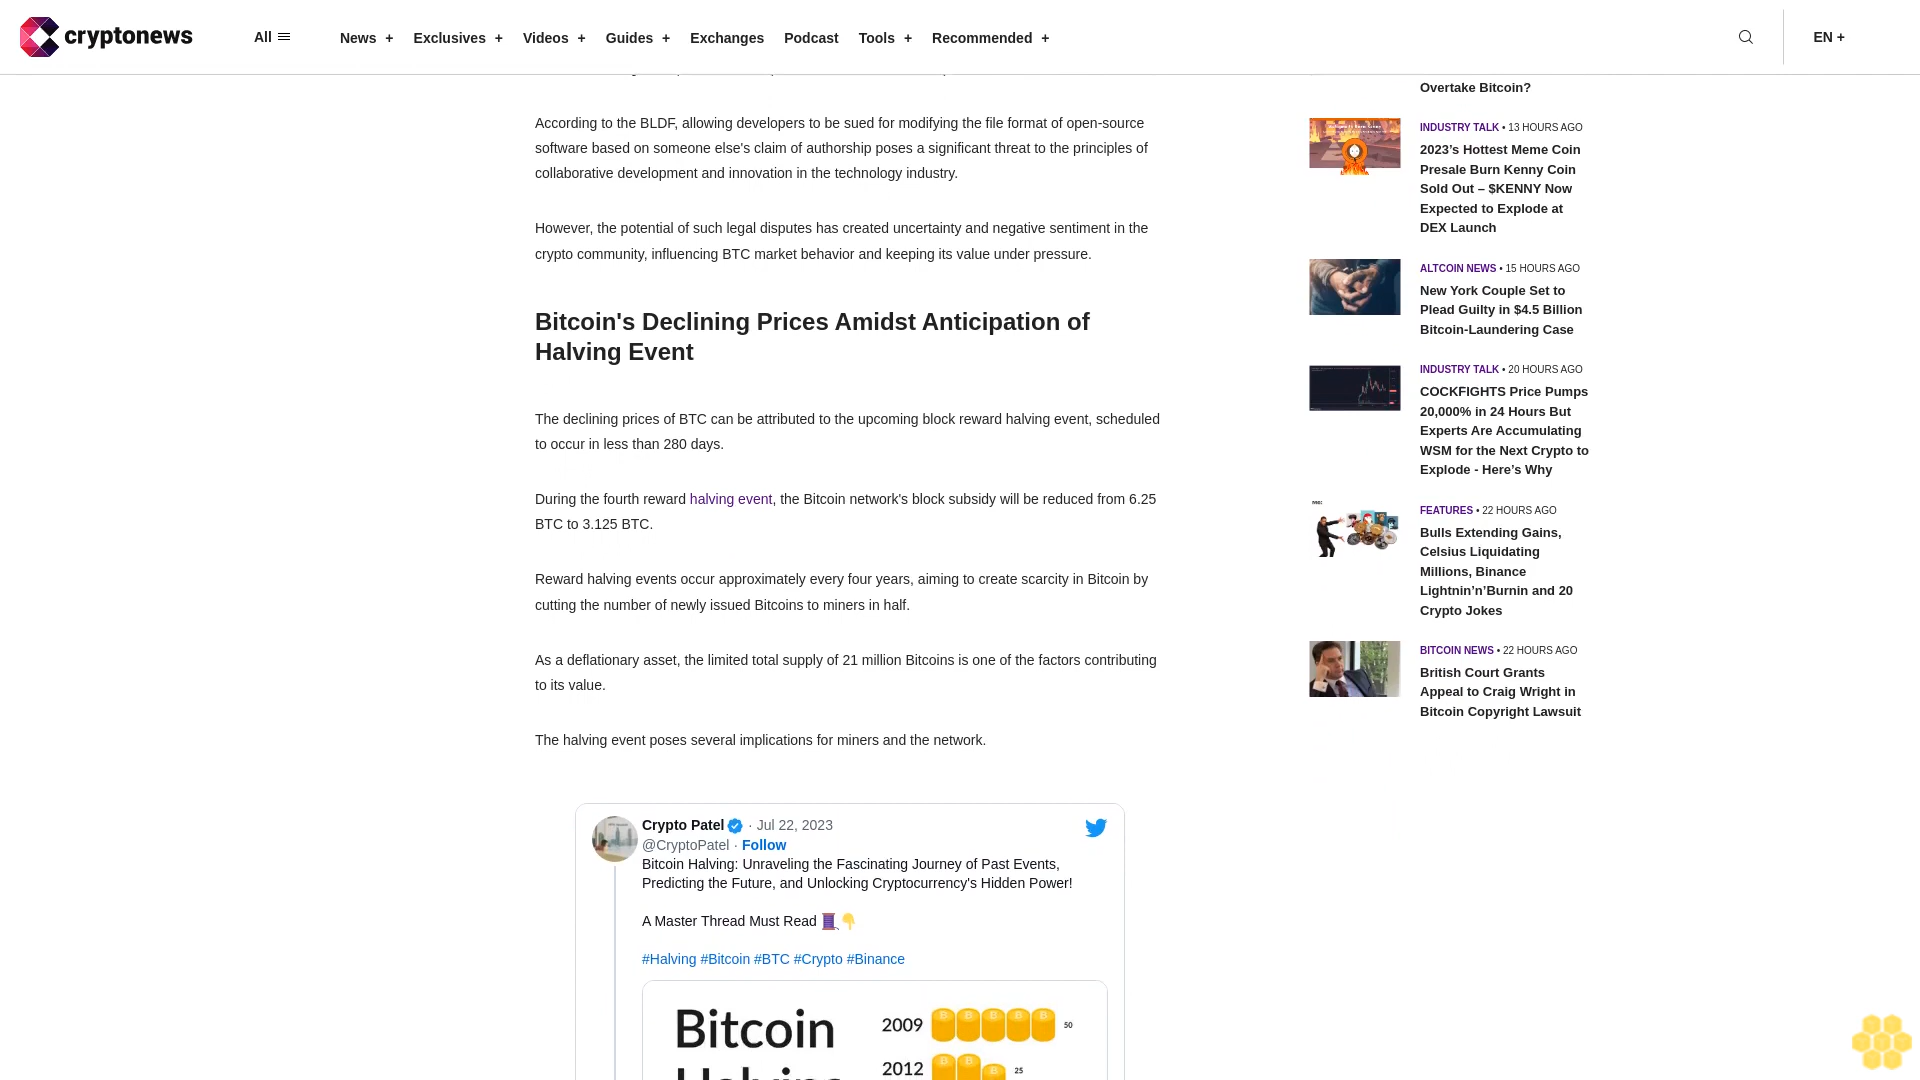 cryptonews
All
News +
Exclusives +
Videos +
Guides +
Exchanges
Podcast
Tools +
Recommended +
EN +
According to the BLDF, allowing developers to be sued for modifying the file format of open-source
software based on someone else's claim of authorship poses a significant threat to the principles of
collaborative development and innovation in the technology industry.
However, the potential of such legal disputes has created uncertainty and negative sentiment in the
crypto community, influencing BTC market behavior and keeping its value under pressure.
Bitcoin's Declining Prices Amidst Anticipation of
Halving Event
The declining prices of BTC can be attributed to the upcoming block reward halving event, scheduled
to occur in less than 280 days.
During the fourth reward halving event, the Bitcoin network's block subsidy will be reduced from 6.25
BTC to 3.125 BTC.
Reward halving events occur approximately every four years, aiming to create scarcity in Bitcoin by
cutting the number of newly issued Bitcoins to miners in half.
As a deflationary asset, the limited total supply of 21 million Bitcoins is one of the factors contributing
to its value.
The halving event poses several implications for miners and the network.
Crypto Patel · Jul 22, 2023
@CryptoPatel · Follow
Bitcoin Halving: Unraveling the Fascinating Journey of Past Events,
Predicting the Future, and Unlocking Cryptocurrency's Hidden Power!
A Master Thread Must Read 🧵👇
#Halving #Bitcoin #BTC #Crypto #Binance
Bitcoin
Halving
2009 50
2012 25
Overtake Bitcoin?
INDUSTRY TALK • 13 HOURS AGO
2023’s Hottest Meme Coin
Presale Burn Kenny Coin
Sold Out – $KENNY Now
Expected to Explode at
DEX Launch
ALTCOIN NEWS • 15 HOURS AGO
New York Couple Set to
Plead Guilty in $4.5 Billion
Bitcoin-Laundering Case
INDUSTRY TALK • 20 HOURS AGO
COCKFIGHTS Price Pumps
20,000% in 24 Hours But
Experts Are Accumulating
WSM for the Next Crypto to
Explode - Here’s Why
FEATURES • 22 HOURS AGO
Bulls Extending Gains,
Celsius Liquidating
Millions, Binance
Lightnin’n’Burnin and 20
Crypto Jokes
BITCOIN NEWS • 22 HOURS AGO
British Court Grants
Appeal to Craig Wright in
Bitcoin Copyright Lawsuit